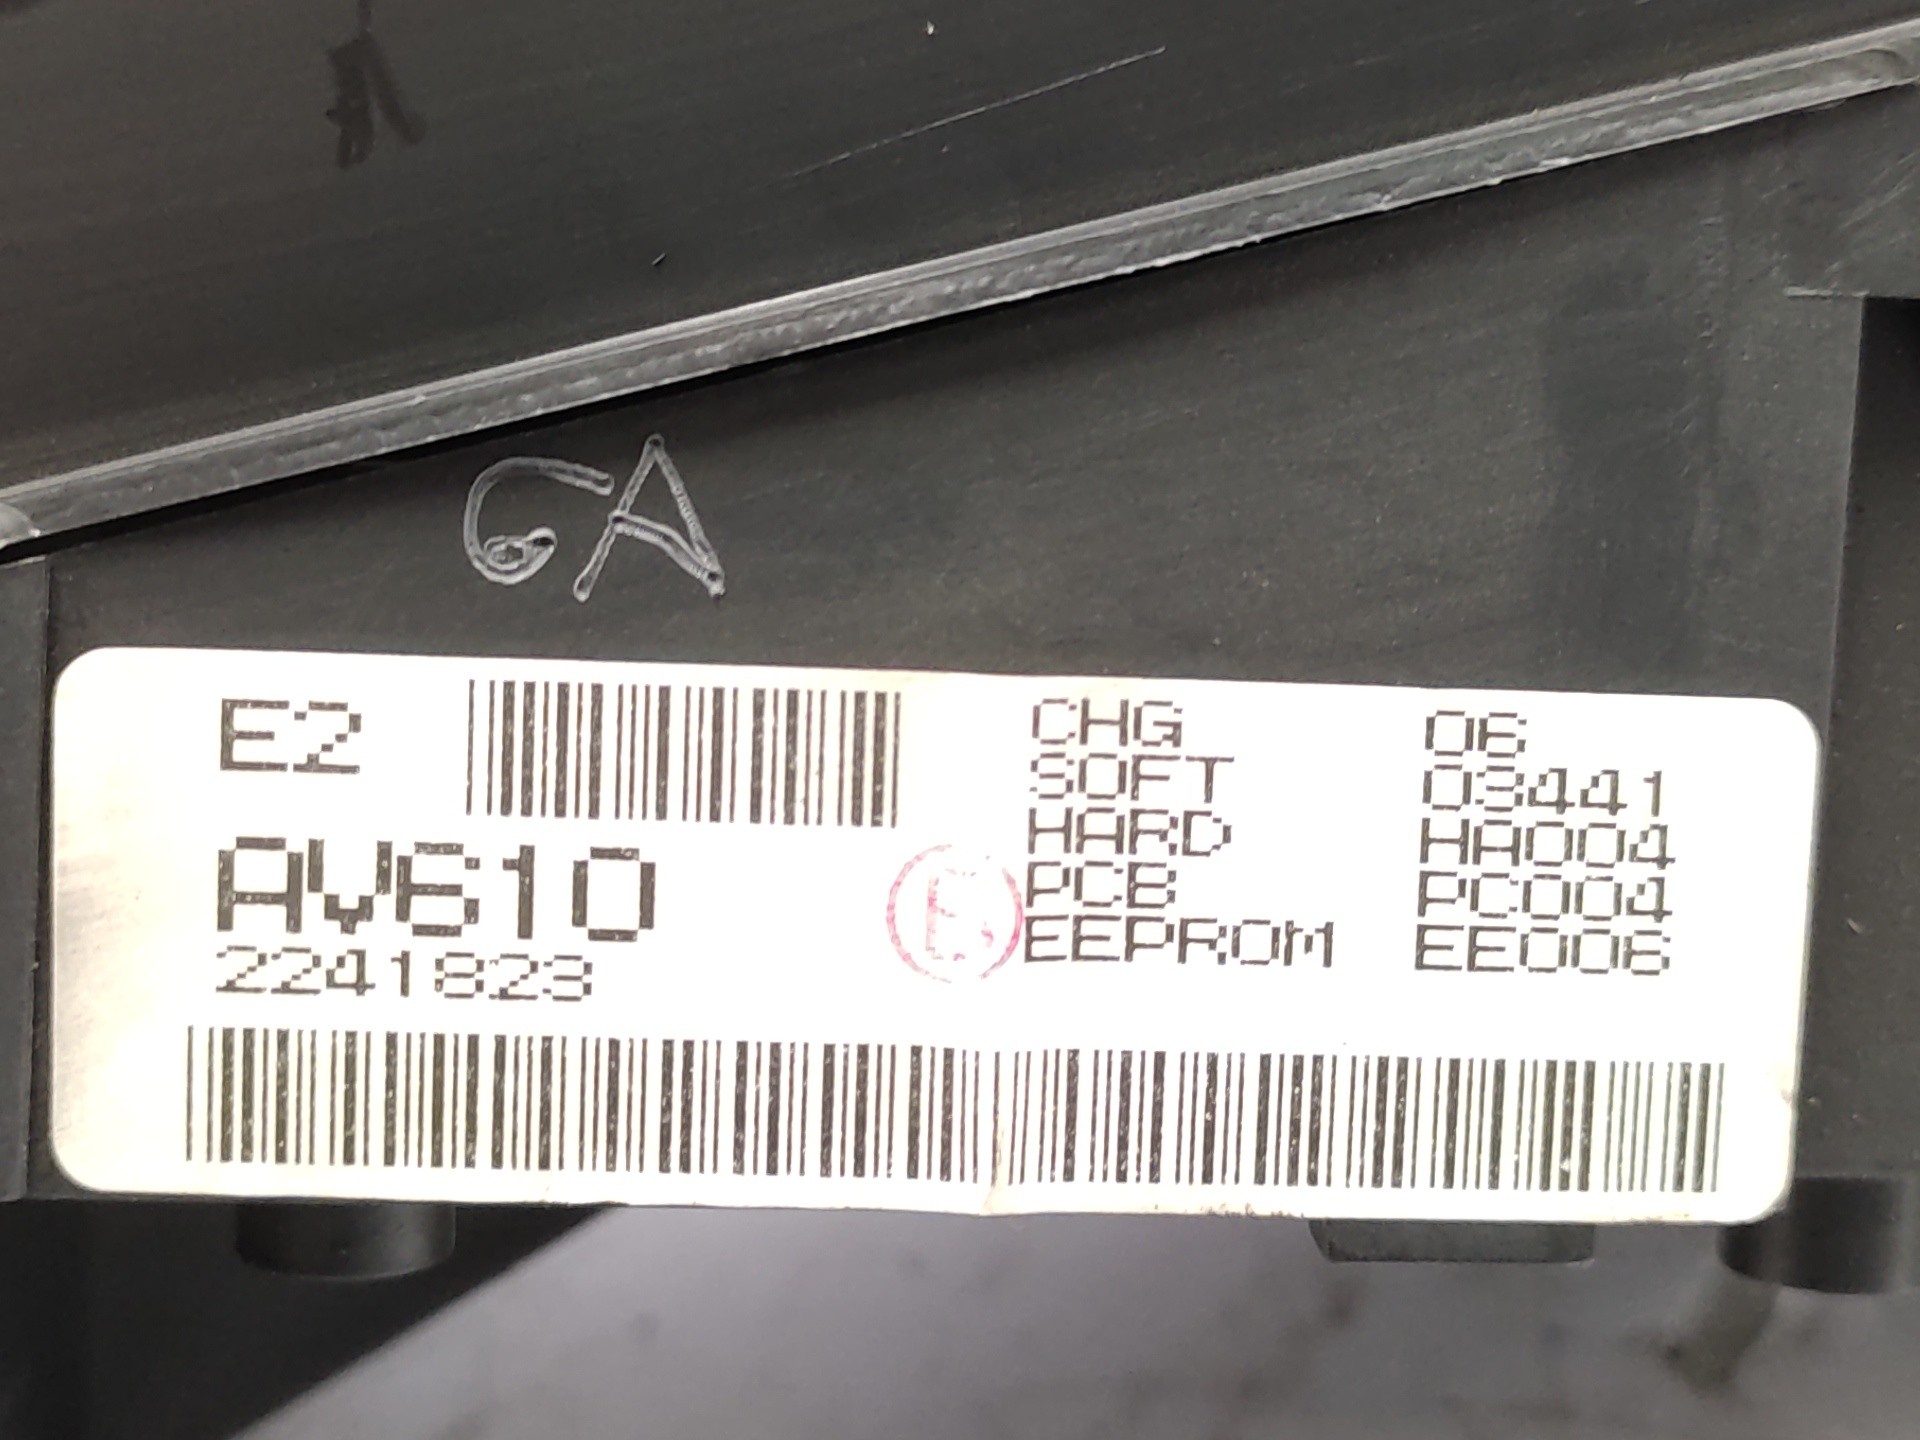 GA
E2
AV610
2241823
CHG 06
SOFT 03441
HARD HA004
PCB PC004
EEPROM EE006